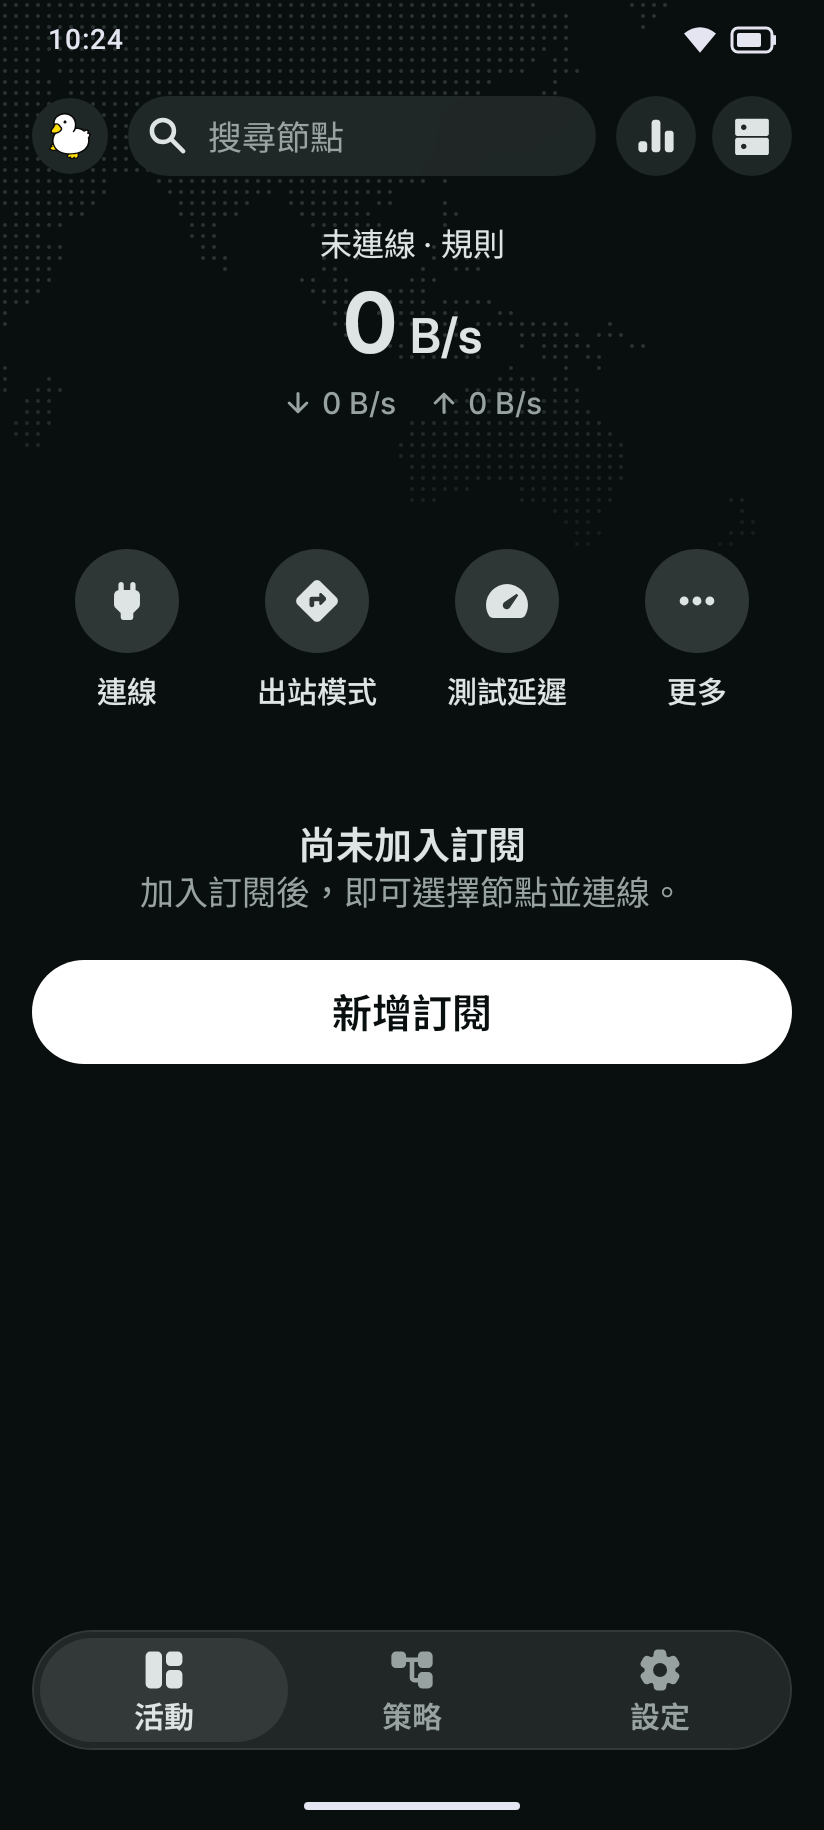 10:24
搜尋節點
未連線 · 規則
0 B/s
↓ 0 B/s ↑ 0 B/s
連線 出站模式 測試延遲 更多
尚未加入訂閱
加入訂閱後，即可選擇節點並連線。
新增訂閱
活動 策略 設定